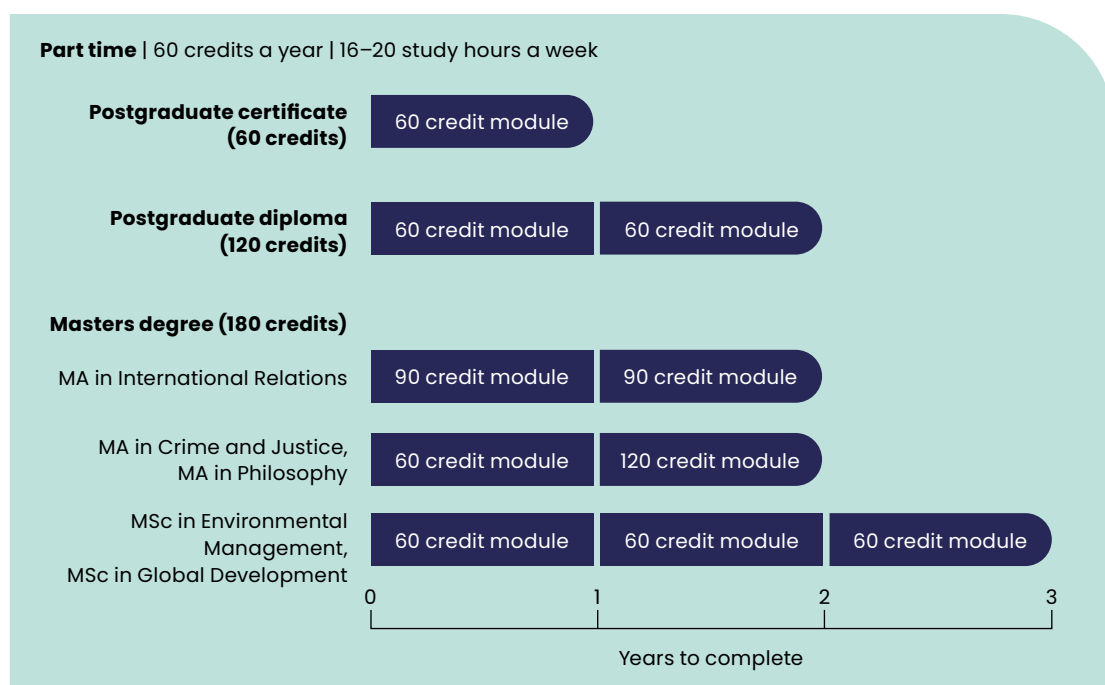 Part time | 60 credits a year | 16–20 study hours a week
Postgraduate certificate
(60 credits)
60 credit module
Postgraduate diploma
(120 credits)
60 credit module
60 credit module
Masters degree (180 credits)
MA in International Relations
90 credit module
90 credit module
MA in Crime and Justice,
MA in Philosophy
60 credit module
120 credit module
MSc in Environmental
Management,
MSc in Global Development
60 credit module
60 credit module
60 credit module
0
1
2
3
Years to complete